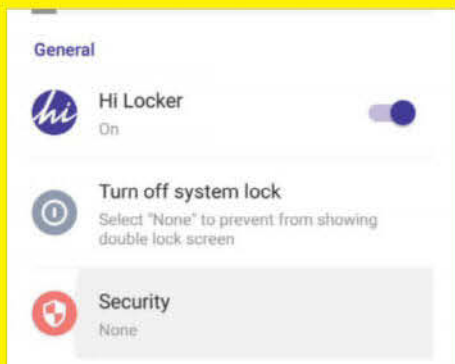 General
hi
Hi Locker
On
Turn off system lock
Select "None" to prevent from showing
double lock screen
Security
None